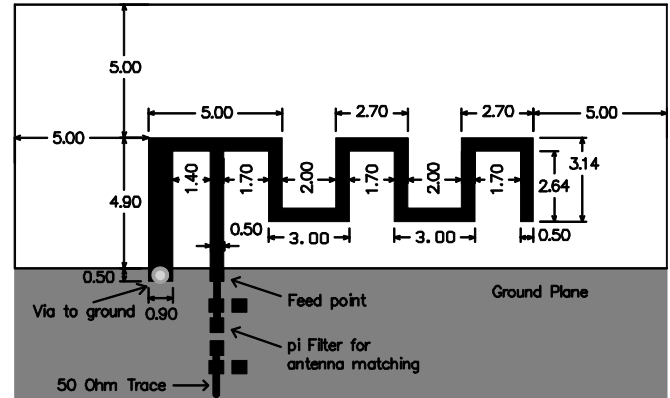 5.00
5.00 2.70 2.70 5.00
5.00
1.40 1.70 2.00 1.70 2.00 1.70 3.14
2.64
4.90
0.50 0.50
3.00 3.00
0.50
Feed point Ground Plane
Via to ground 0.90
pi Filter for
antenna matching
50 Ohm Trace